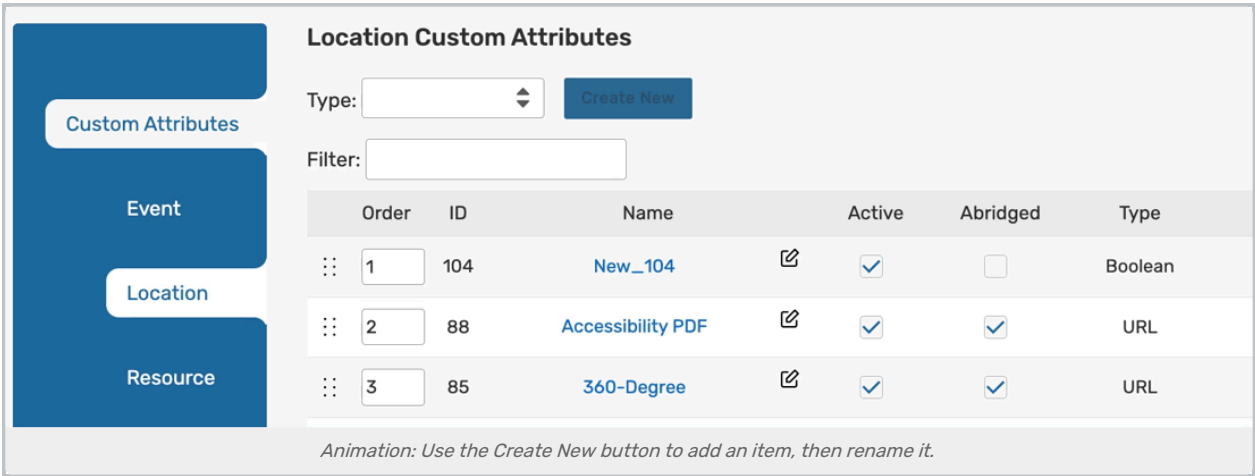 Location Custom Attributes
Type:
Create New
Custom Attributes
Filter:
Event
Location
Resource
Order ID Name Active Abridged Type
1 104 New_104 Boolean
2 88 Accessibility PDF URL
3 85 360-Degree URL
Animation: Use the Create New button to add an item, then rename it.